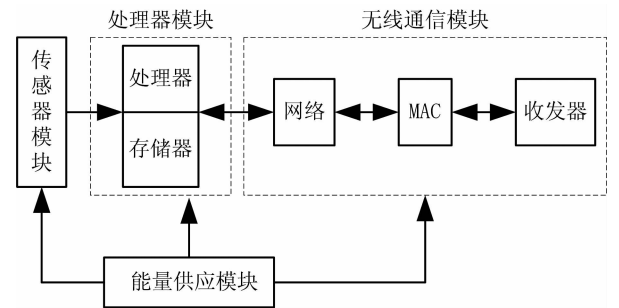 处理器模块
无线通信模块
传感器模块
处理器
存储器
网络
MAC
收发器
能量供应模块